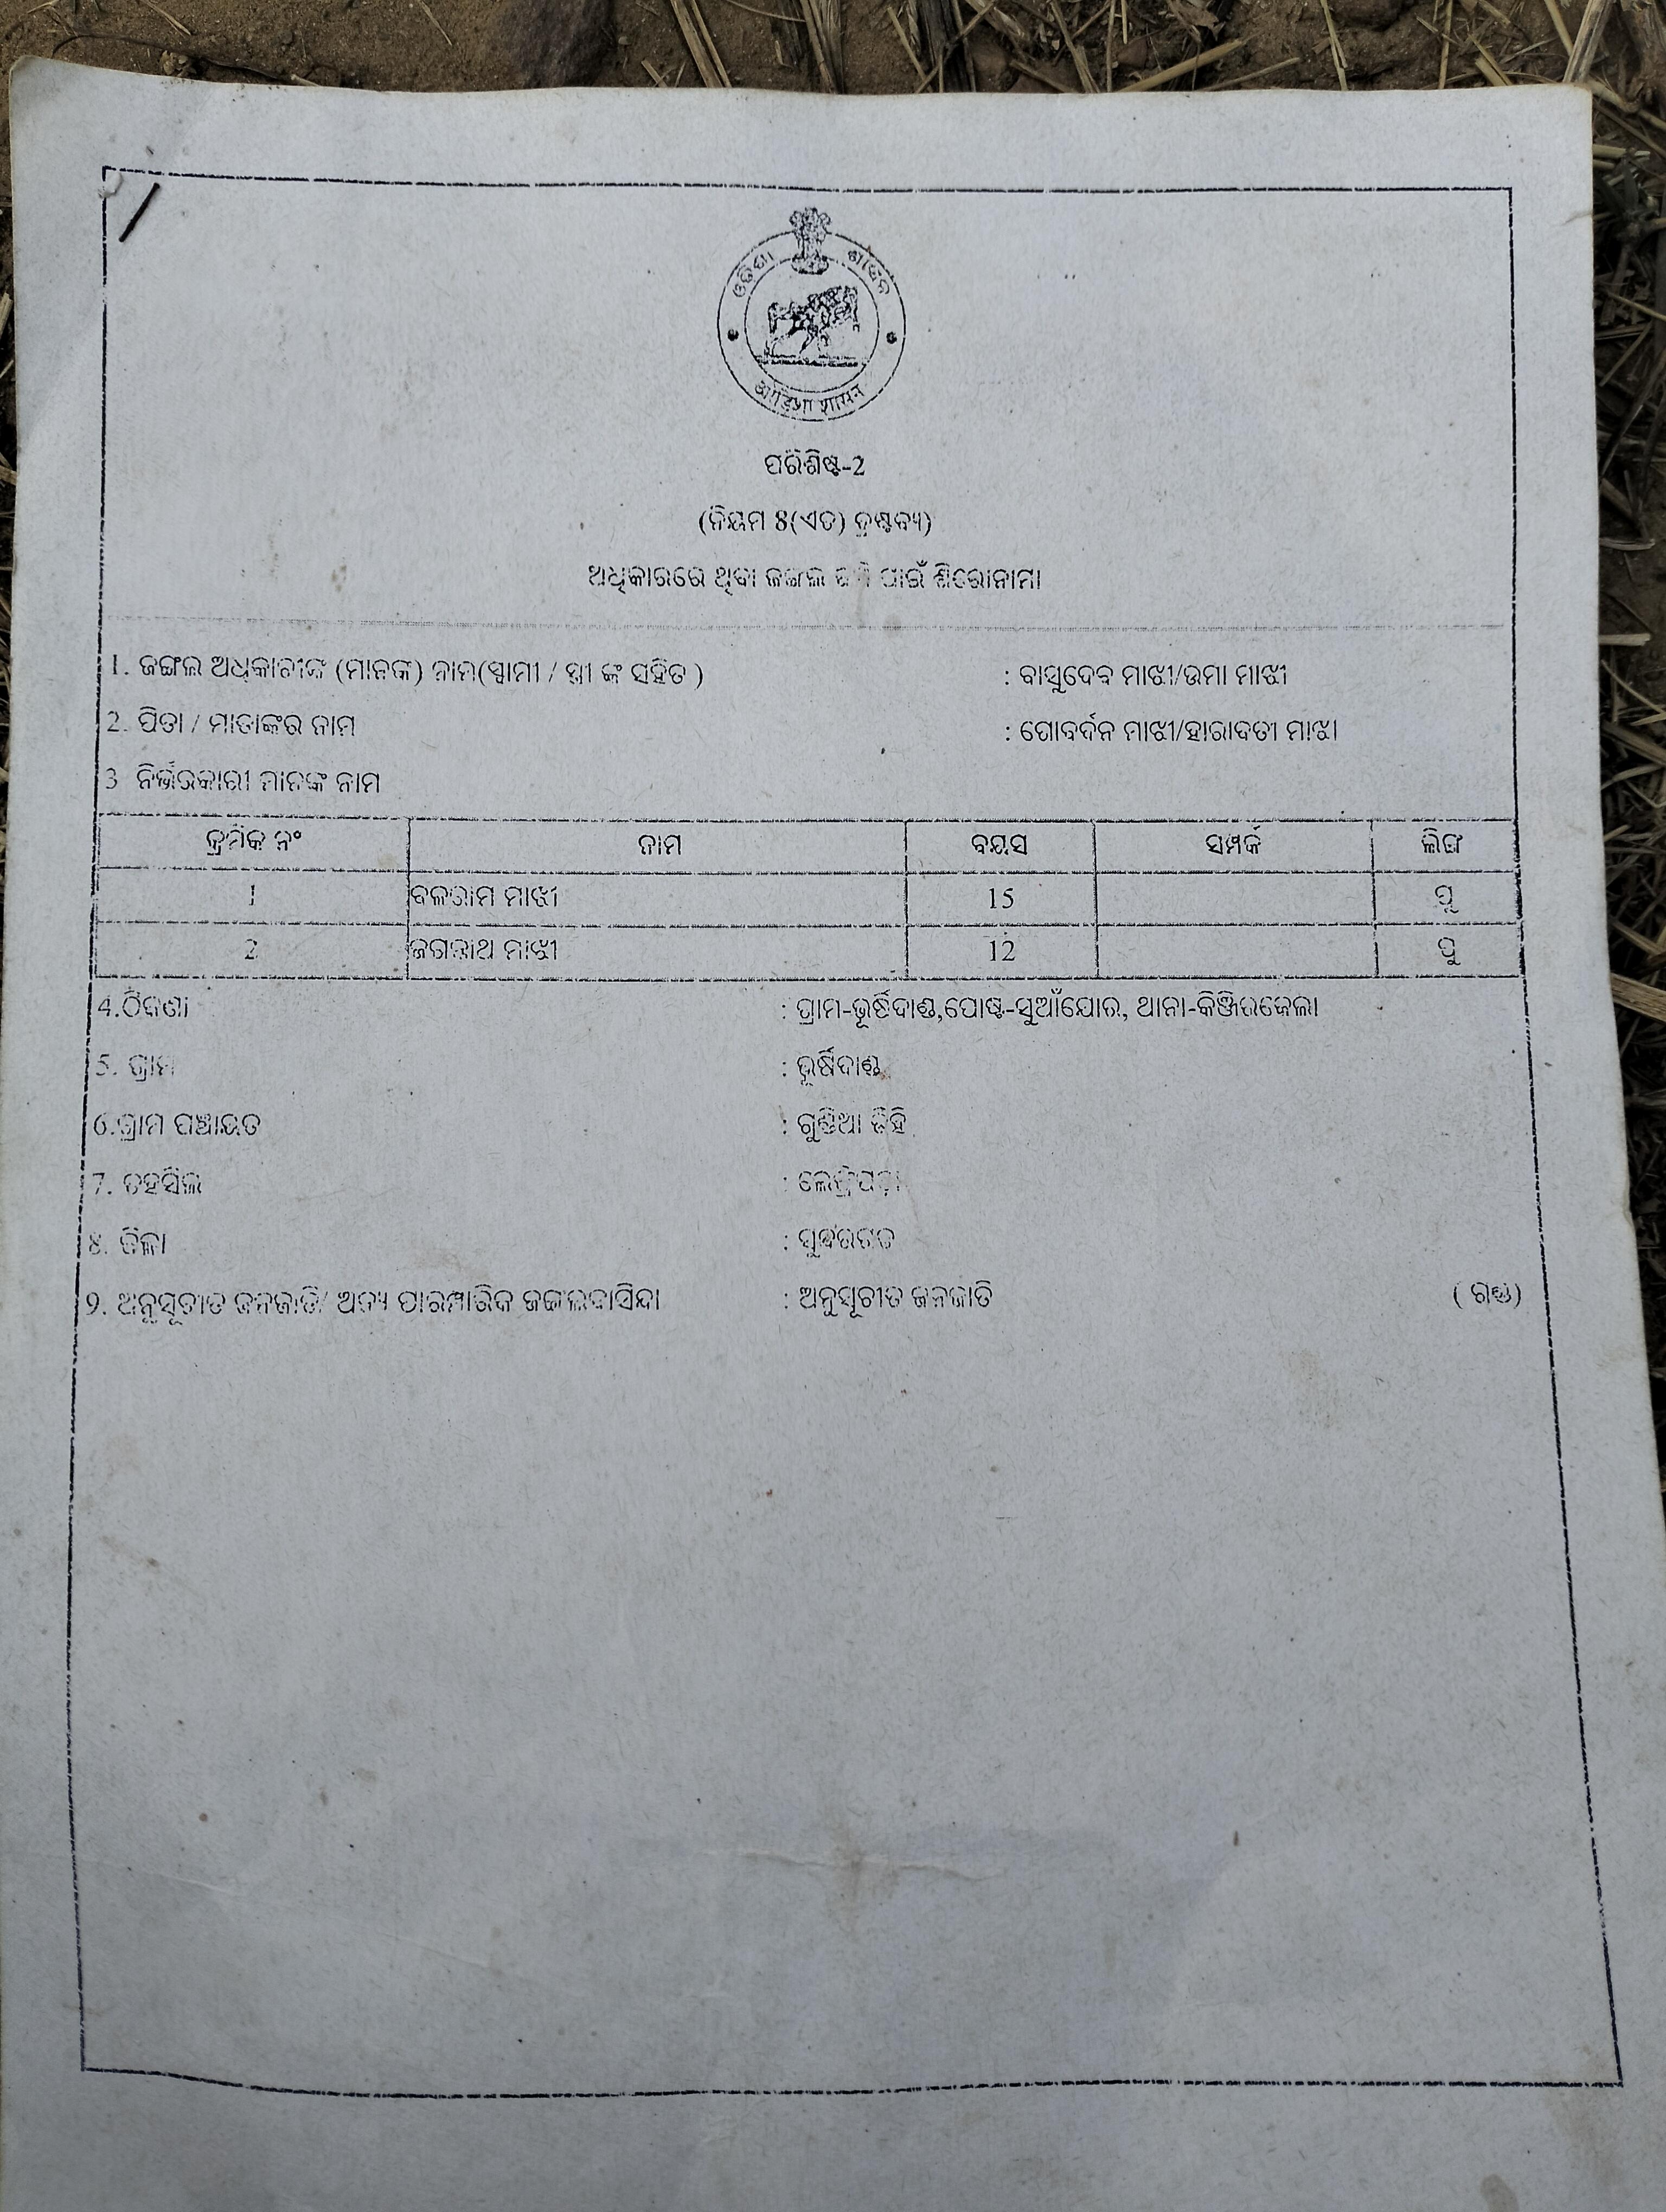 ଓଡ଼ିଶା ଶାସନ
ओड़िशा शासन
ପରିଶିଷ୍ଟ-2
(ନିୟମ 8(ଏଚ) ଦ୍ରଷ୍ଟବ୍ୟ)
ଅଧିକାରରେ ଥିବା ଜଙ୍ଗଲ ପାଇଁ ଶିରୋନାମା
1. ଜଙ୍ଗଲ ଅଧିକାରୀଙ୍କ (ମାନଙ୍କ) ନାମ(ସ୍ୱାମୀ / ସ୍ତ୍ରୀ ଙ୍କ ସହିତ ) : ବାସୁଦେବ ମାଝୀ/ଉମା ମାଝୀ
2. ପିତା / ମାତାଙ୍କର ନାମ : ଗୋବର୍ଦନ ମାଝୀ/ହାରାବତୀ ମାଝୀ
3 ନିର୍ଭରକାରୀ ମାନଙ୍କ ନାମ
କ୍ରମିକ ନଂ ନାମ ବୟସ ସମ୍ପର୍କ ଲିଙ୍ଗ
1 ବଳରାମ ମାଝୀ 15 ପୁ
2 ଜଗନ୍ନାଥ ମାଝୀ 12 ପୁ
4.ଠିକଣା : ଗ୍ରାମ-ଭୂର୍ଷିଦାଣ୍ଡ,ପୋଷ୍ଟ-ସୁଆଁଯୋର, ଥାନା-କିଞ୍ଜିରକେଲା
5. ଗ୍ରାମ : ଭୂର୍ଷିଦାଣ୍ଡ
6.ଗ୍ରାମ ପଞ୍ଚାୟତ : ଗୁଣ୍ଡିଆ ଡିହି
7. ତହସିଲ : ଲେଫ୍ରିପଡ଼ା
8. ଜିଲ୍ଲା : ସୁନ୍ଦରଗଡ
9. ଅନୁସୂଚୀତ ଜନଜାତି/ ଅନ୍ୟ ପାରମ୍ପାରିକ ଜଙ୍ଗଲବାସିନ୍ଦା : ଅନୁସୂଚୀତ ଜନଜାତି ( ଗଣ୍ଡ)